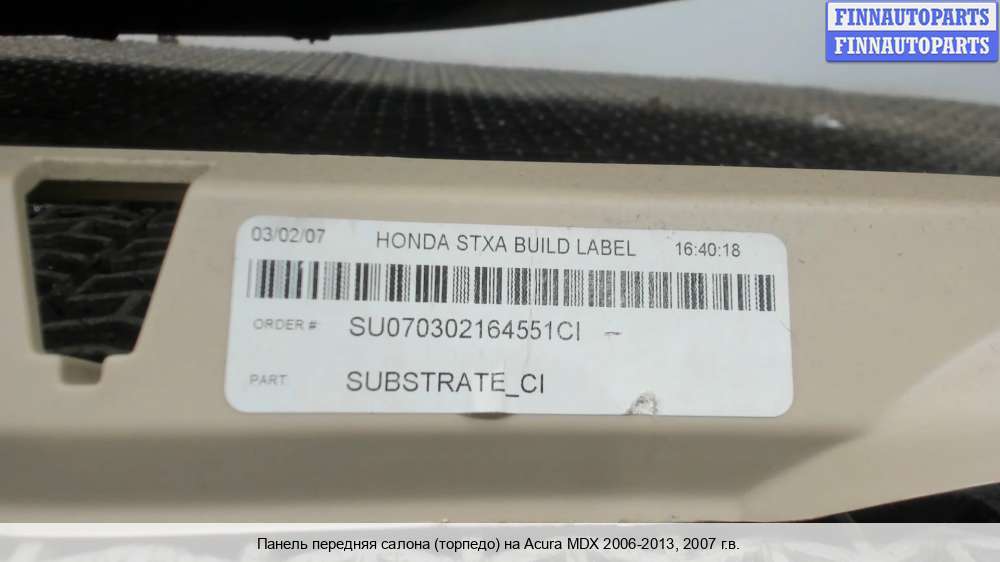 FINNAUTOPARTS
FINNAUTOPARTS
03/02/07 HONDA STXA BUILD LABEL 16:40:18
ORDER # SU070302164551CI -
PART SUBSTRATE_CI
Панель передняя салона (торпедо) на Acura MDX 2006-2013, 2007 г.в.